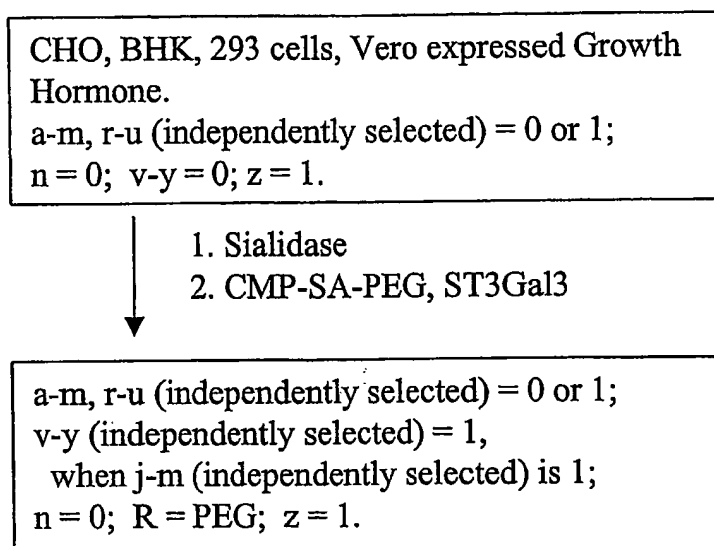 CHO, BHK, 293 cells, Vero expressed Growth
Hormone.
a-m, r-u (independently selected) = 0 or 1;
n = 0; v-y = 0; z = 1.
1. Sialidase
2. CMP-SA-PEG, ST3Gal3
a-m, r-u (independently selected) = 0 or 1;
v-y (independently selected) = 1,
when j-m (independently selected) is 1;
n = 0; R = PEG; z = 1.